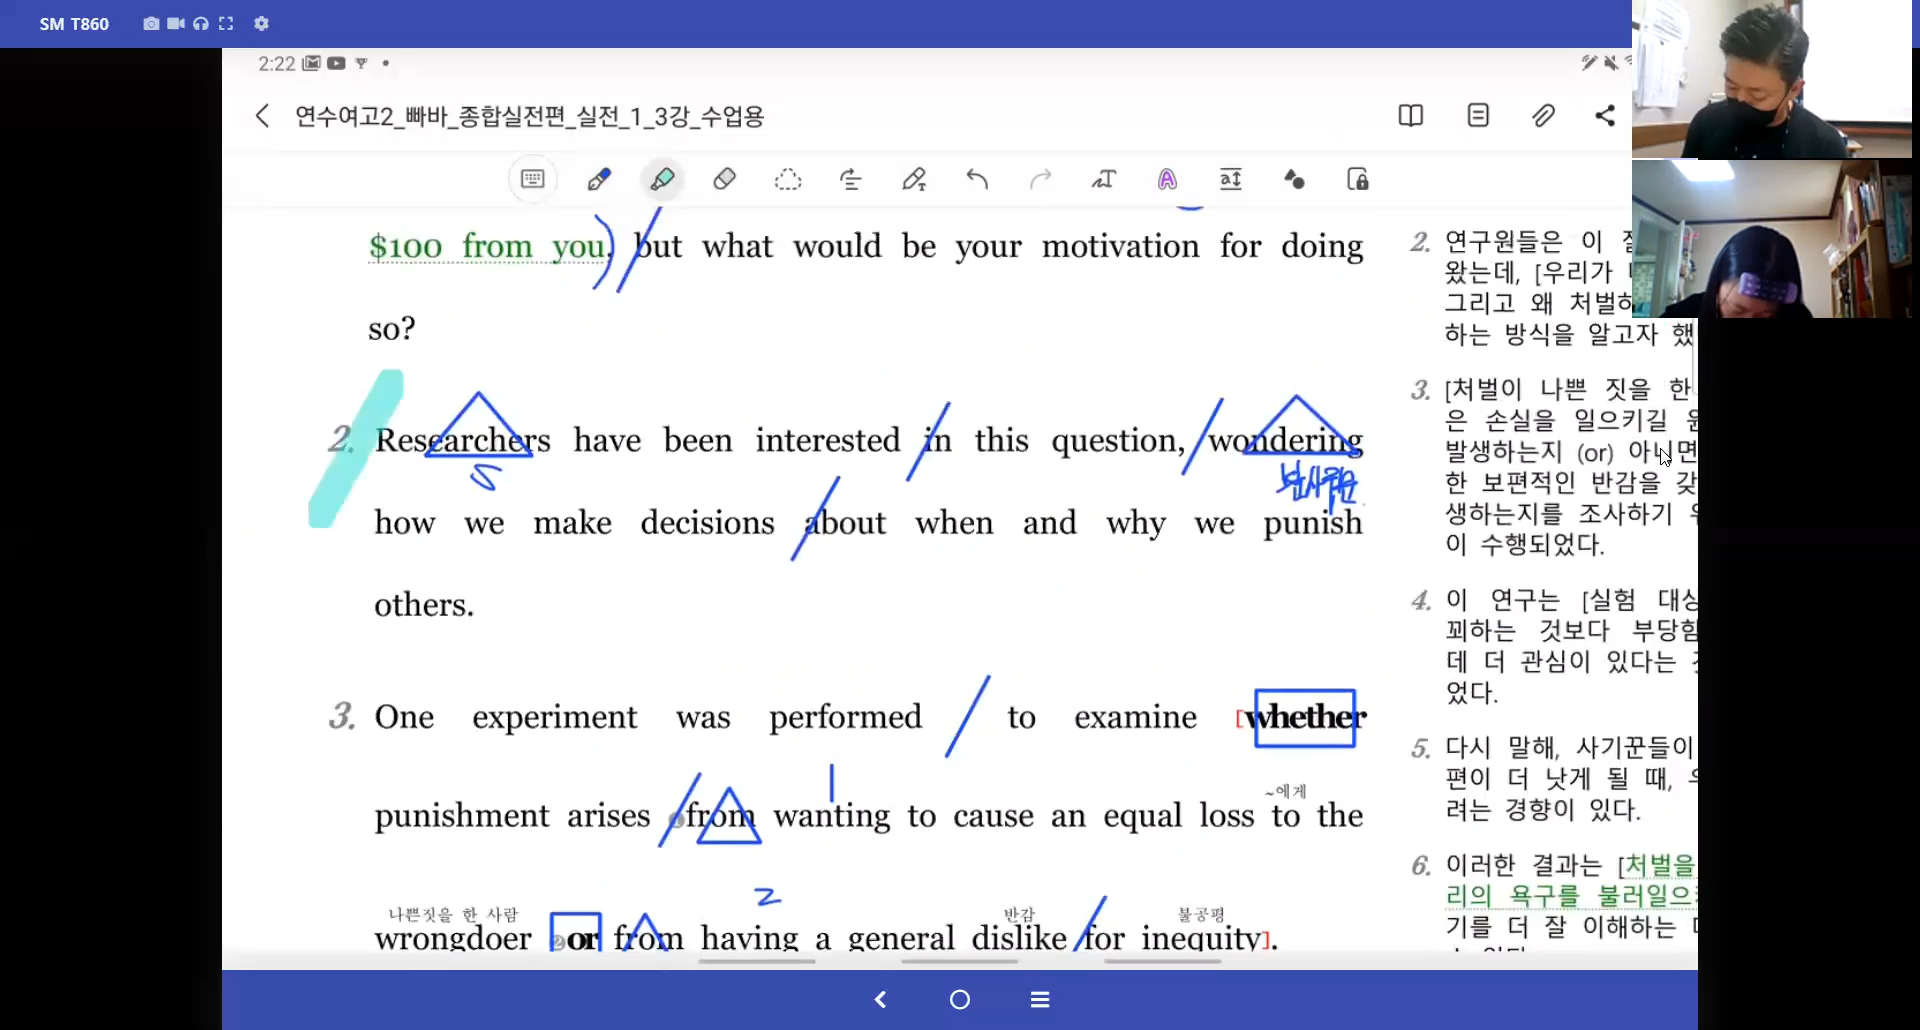 SM T860
2:22
연수여고2_빠바_종합실전편_실전_1_3강_수업용
$100 from you, but what would be your motivation for doing
so?
2. Researchers have been interested in this question, wondering
S
분사구문
how we make decisions about when and why we punish
others.
3. One experiment was performed to examine [whether
1
~에게
punishment arises ①from wanting to cause an equal loss to the
2
나쁜짓을 한 사람 반감 불공평
wrongdoer ②or from having a general dislike for inequity].
2. 연구원들은 이
왔는데, [우리가
그리고 왜 처벌하
하는 방식을 알고자 했
3. [처벌이 나쁜 짓을 한
은 손실을 일으키길
발생하는지 (or) 아니면
한 보편적인 반감을 갖
생하는지를 조사하기
이 수행되었다.
4. 이 연구는 [실험 대상
꾀하는 것보다 부당함
데 더 관심이 있다는
었다.
5. 다시 말해, 사기꾼들이
편이 더 낫게 될 때,
려는 경향이 있다.
6. 이러한 결과는 [처벌을
리의 욕구를 불러일으
기를 더 잘 이해하는